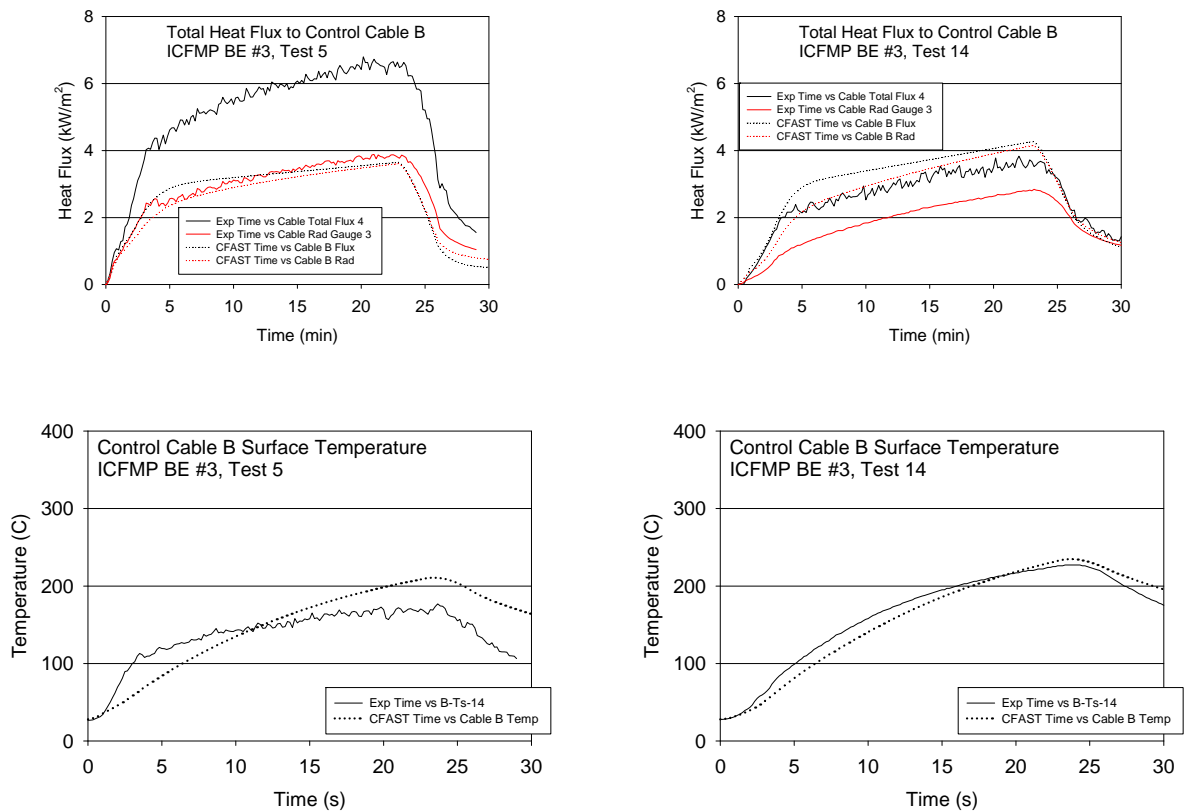 Total Heat Flux to Control Cable B
ICFMP BE #3, Test 5
8
6
4
2
0
Heat Flux (kW/m²)
Exp Time vs Cable Total Flux 4
Exp Time vs Cable Rad Gauge 3
CFAST Time vs Cable B Flux
CFAST Time vs Cable B Rad
0 5 10 15 20 25 30
Time (min)
Total Heat Flux to Control Cable B
ICFMP BE #3, Test 14
8
6
4
2
0
Heat Flux (kW/m²)
Exp Time vs Cable Total Flux 4
Exp Time vs Cable Rad Gauge 3
CFAST Time vs Cable B Flux
CFAST Time vs Cable B Rad
0 5 10 15 20 25 30
Time (min)
Control Cable B Surface Temperature
ICFMP BE #3, Test 5
400
300
200
100
0
Temperature (C)
Exp Time vs B-Ts-14
CFAST Time vs Cable B Temp
0 5 10 15 20 25 30
Time (s)
Control Cable B Surface Temperature
ICFMP BE #3, Test 14
400
300
200
100
0
Temperature (C)
Exp Time vs B-Ts-14
CFAST Time vs Cable B Temp
0 5 10 15 20 25 30
Time (s)